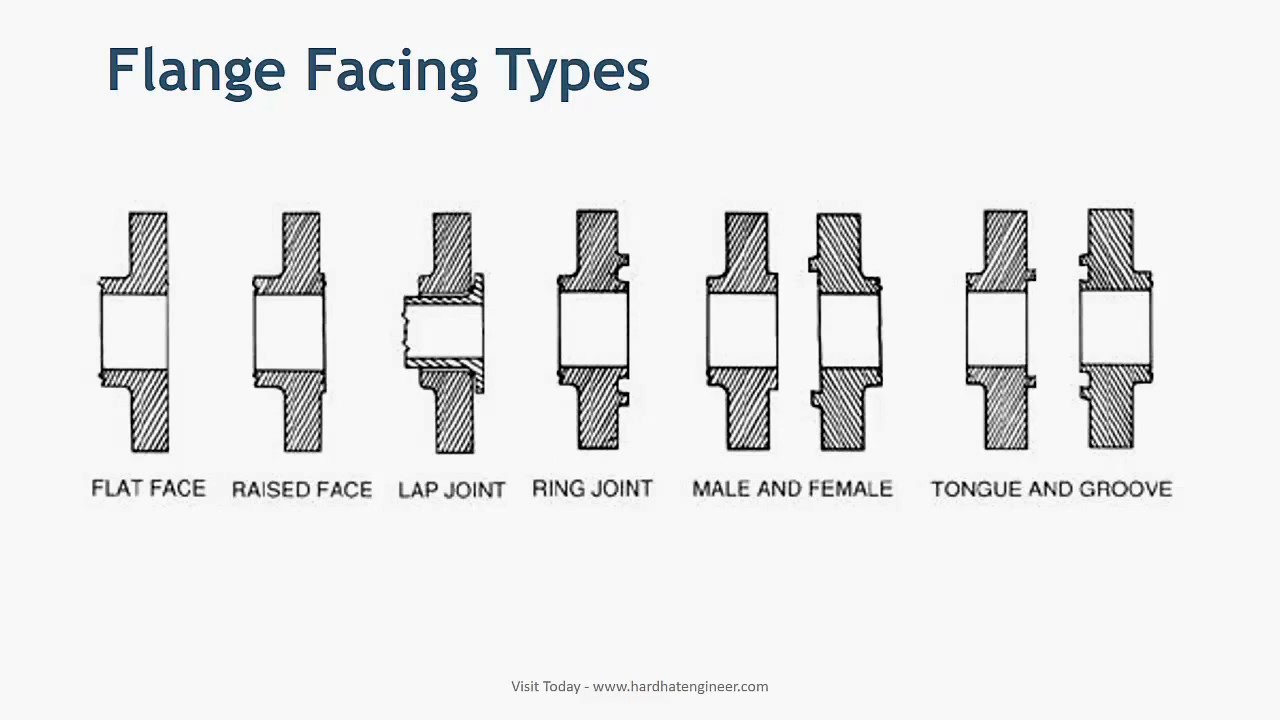 Flange Facing Types
FLAT FACE
RAISED FACE
LAP JOINT
RING JOINT
MALE AND FEMALE
TONGUE AND GROOVE
Visit Today - www.hardhatengineer.com